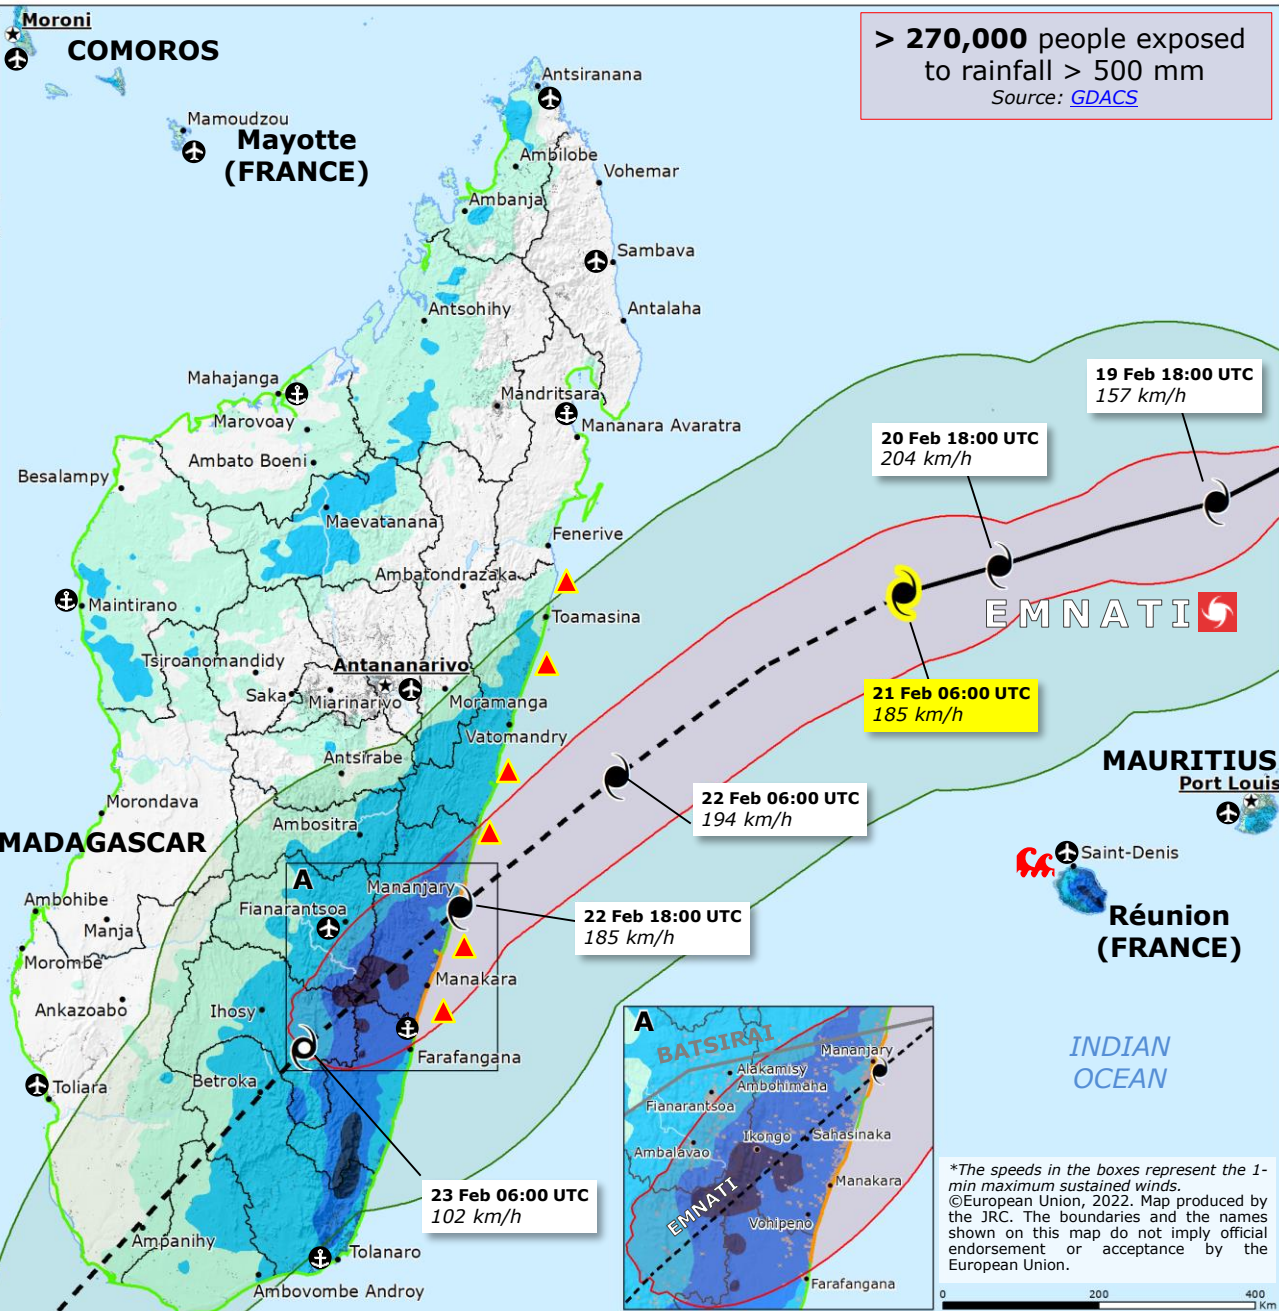 Moroni
COMOROS
> 270,000 people exposed
to rainfall > 500 mm
Source: GDACS
Antsiranana
Mamoudzou
Mayotte
(FRANCE)
Ambilobe
Vohemar
Ambanja
Sambava
Antsohihy
Antalaha
19 Feb 18:00 UTC
157 km/h
Mahajanga
Mandritsara
Marovoay
Mananara Avaratra
20 Feb 18:00 UTC
204 km/h
Ambato Boeni
Besalampy
Maevatanana
Fenerive
Ambatondrazaka
Maintirano
Toamasina
EMNATI
Tsiroanomandidy
Antananarivo
Saka
Miarinarivo
Moramanga
21 Feb 06:00 UTC
185 km/h
Vatomandry
Antsirabe
MAURITIUS
Port Louis
Morondava
22 Feb 06:00 UTC
194 km/h
Ambositra
MADAGASCAR
Saint-Denis
A
Mananjary
Ambohibe
Fianarantsoa
22 Feb 18:00 UTC
185 km/h
Réunion
(FRANCE)
Manja
Morombe
Manakara
Ankazoabo
Ihosy
A
BATSIRAI
Mananjary
INDIAN
OCEAN
Farafangana
Alakamisy
Ambohimaha
Betroka
Toliara
Fianarantsoa
Ikongo
Sahasinaka
Ambalavao
*The speeds in the boxes represent the 1-
min maximum sustained winds.
©European Union, 2022. Map produced by
the JRC. The boundaries and the names
shown on this map do not imply official
endorsement or acceptance by the
European Union.
23 Feb 06:00 UTC
102 km/h
EMNATI
Manakara
Vohipeno
Ampanihy
Tolanaro
Ambovombe Androy
Farafangana
0 200 400
Km